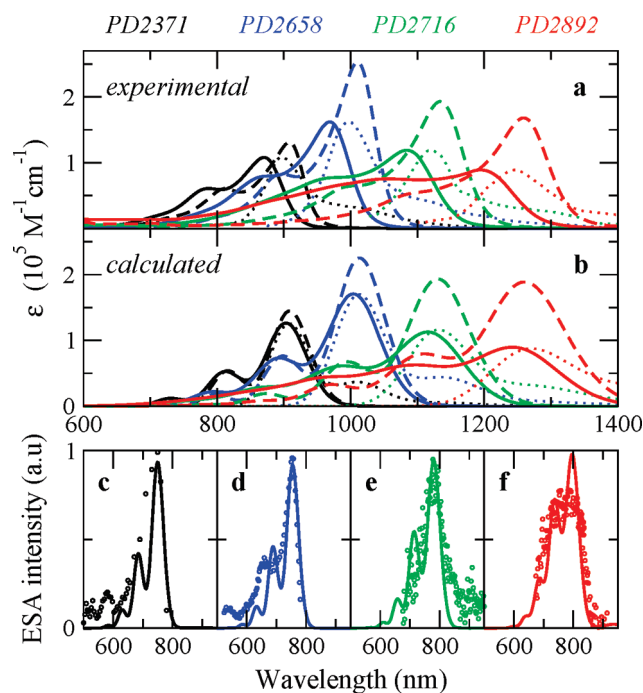 PD2371 PD2658 PD2716 PD2892
experimental a
2
1
0
calculated b
2
1
0
ε (10⁵ M⁻¹cm⁻¹)
600 800 1000 1200 1400
c d e f
1
0
ESA intensity (a.u)
600 800 600 800 600 800 600 800
Wavelength (nm)